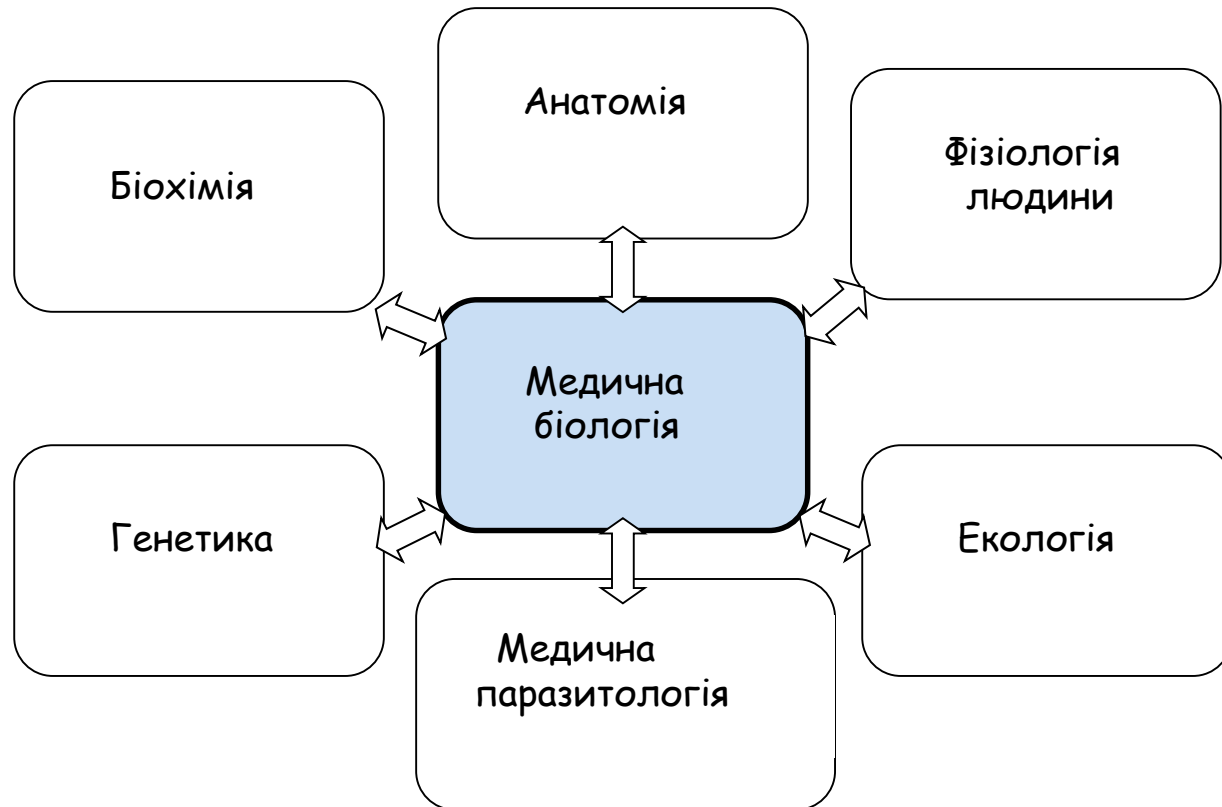 Анатомія
Біохімія
Фізіологія
людини
Медична
біологія
Генетика
Екологія
Медична
паразитологія